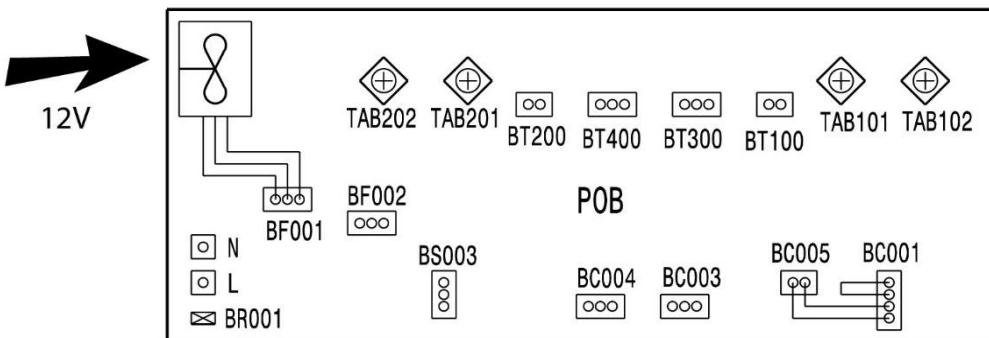 12V
TAB202
TAB201
BT200
BT400
BT300
BT100
TAB101
TAB102
BF001
BF002
POB
N
L
BR001
BS003
BC004
BC003
BC005
BC001